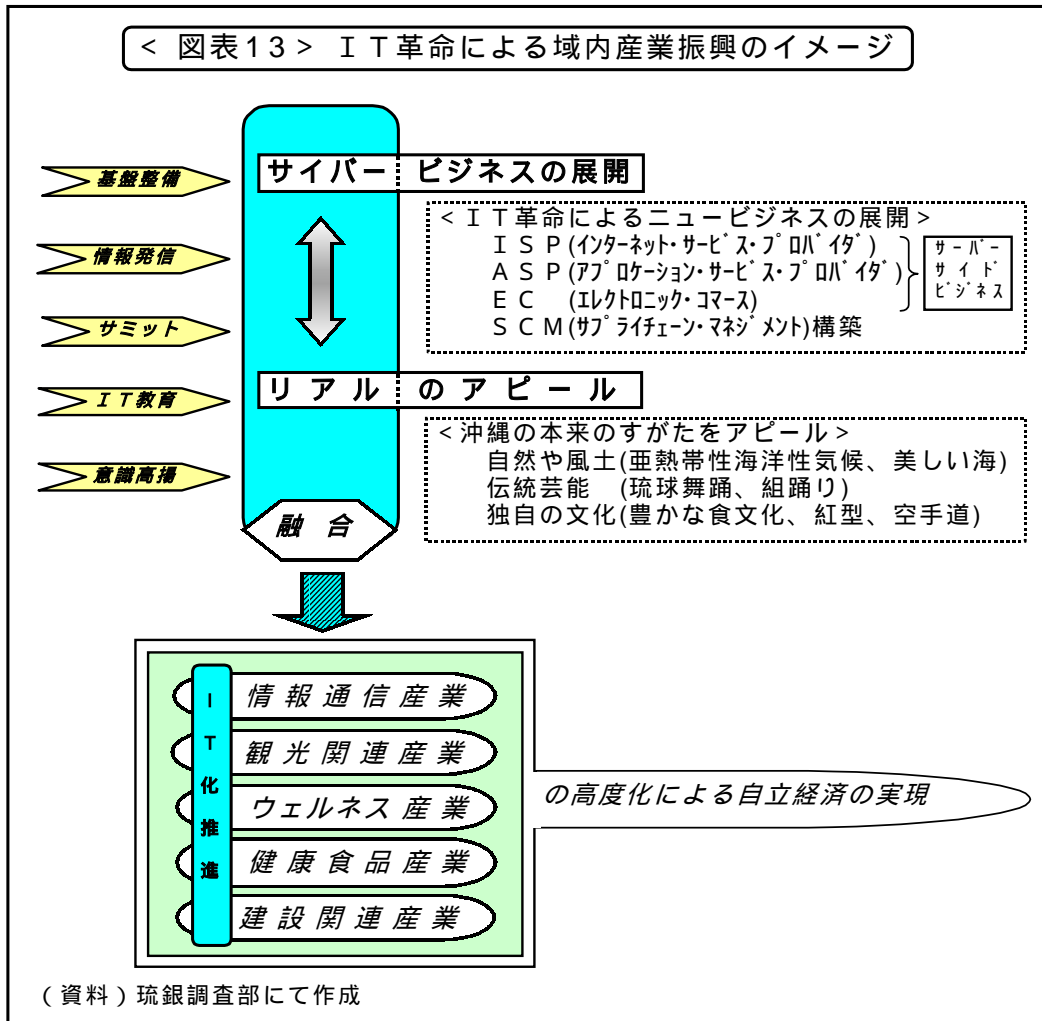 < 図表13> ＩＴ革命による域内産業振興のイメージ
基盤整備
情報発信
サミット
ＩＴ教育
意識高揚
サイバー ビジネスの展開
＜ＩＴ革命によるニュービジネスの展開＞
ＩＳＰ(ｲﾝﾀｰﾈｯﾄ･ｻｰﾋﾞｽ･ﾌﾟﾛﾊﾞｲﾀﾞ)
ＡＳＰ(ｱﾌﾟﾛｹｰｼｮﾝ･ｻｰﾋﾞｽ･ﾌﾟﾛﾊﾞｲﾀﾞ)
ＥＣ (ｴﾚｸﾄﾛﾆｯｸ･ｺﾏｰｽ)
ＳＣＭ(ｻﾌﾟﾗｲﾁｪｰﾝ･ﾏﾈｼﾞﾒﾝﾄ)構築
ｻｰﾊﾞｰ
ｻｲﾄﾞ
ﾋﾞｼﾞﾈｽ
リアル のアピール
＜沖縄の本来のすがたをアピール＞
自然や風土(亜熱帯性海洋性気候、美しい海)
伝統芸能 (琉球舞踊、組踊り)
独自の文化(豊かな食文化、紅型、空手道)
融合
ＩＴ化推進
情報通信産業
観光関連産業
ウェルネス産業
健康食品産業
建設関連産業
の高度化による自立経済の実現
(資料)琉銀調査部にて作成